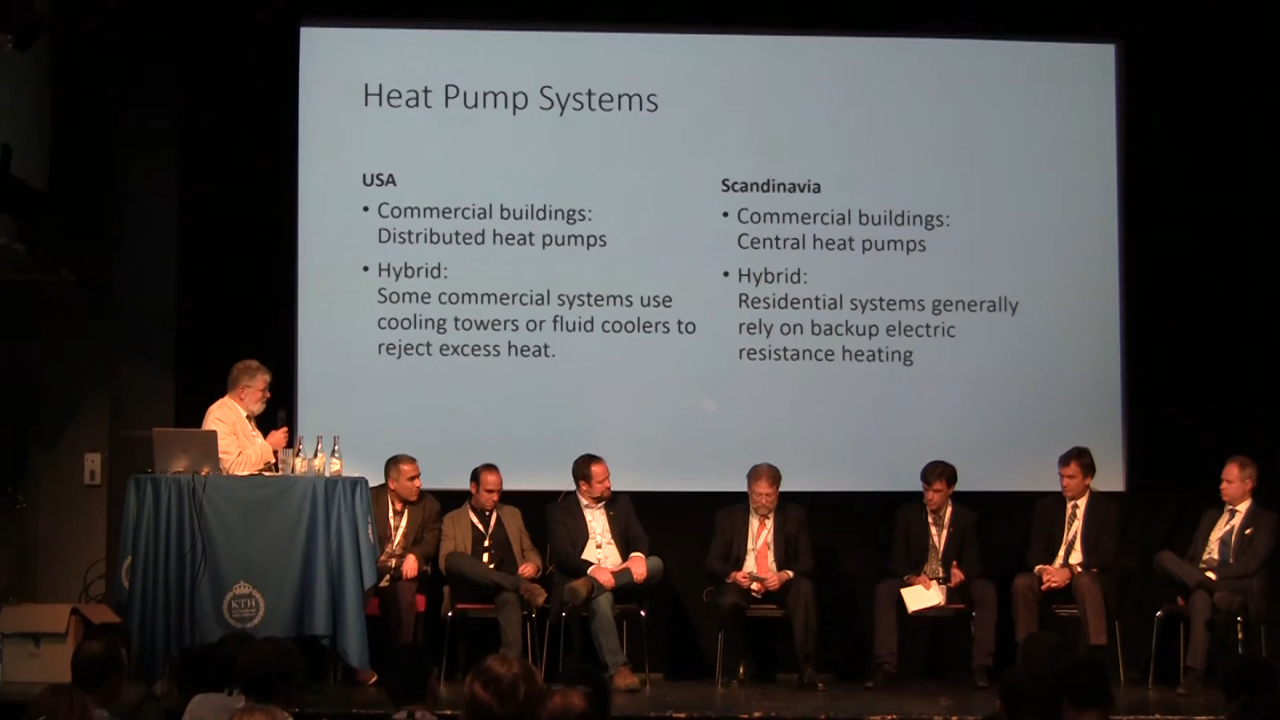 Heat Pump Systems
USA
• Commercial buildings:
Distributed heat pumps
• Hybrid:
Some commercial systems use
cooling towers or fluid coolers to
reject excess heat.
Scandinavia
• Commercial buildings:
Central heat pumps
• Hybrid:
Residential systems generally
rely on backup electric
resistance heating
KTH